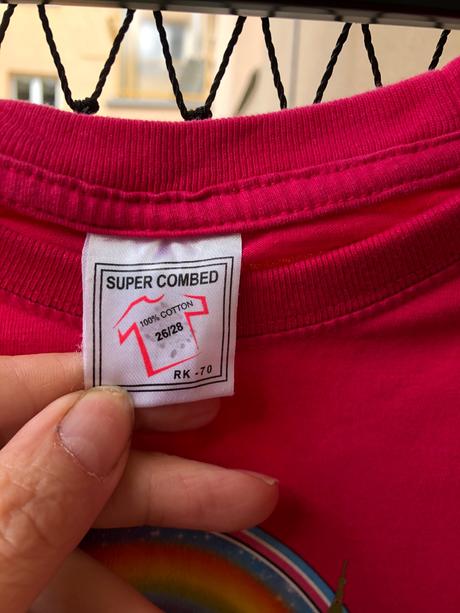 SUPER COMBED
100% COTTON
26/28
RK -70